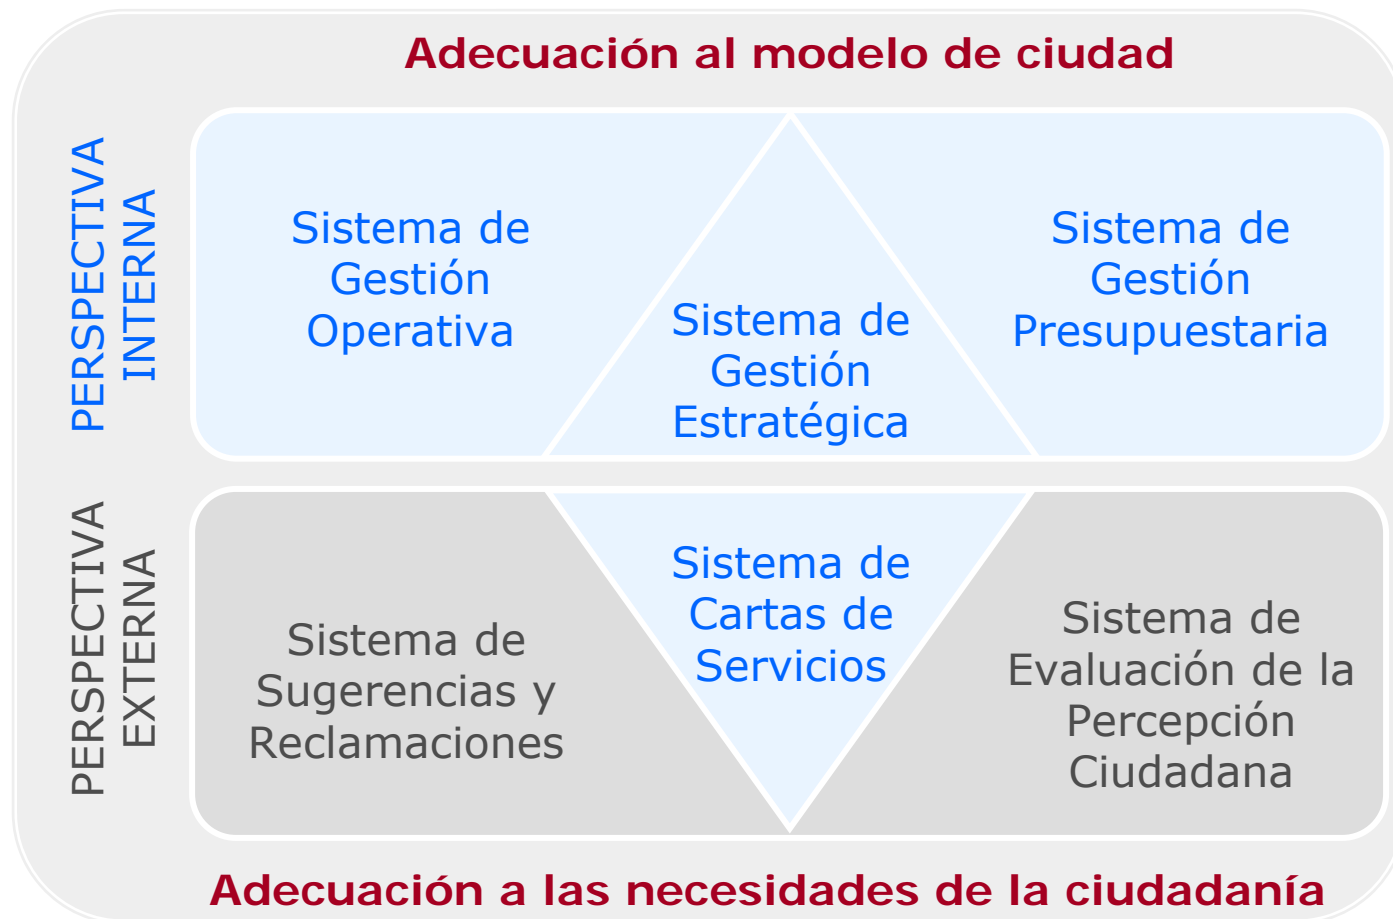 Adecuación al modelo de ciudad
PERSPECTIVA
INTERNA
Sistema de
Gestión
Operativa
Sistema de
Gestión
Estratégica
Sistema de
Gestión
Presupuestaria
PERSPECTIVA
EXTERNA
Sistema de
Sugerencias y
Reclamaciones
Sistema de
Cartas de
Servicios
Sistema de
Evaluación de la
Percepción
Ciudadana
Adecuación a las necesidades de la ciudadanía